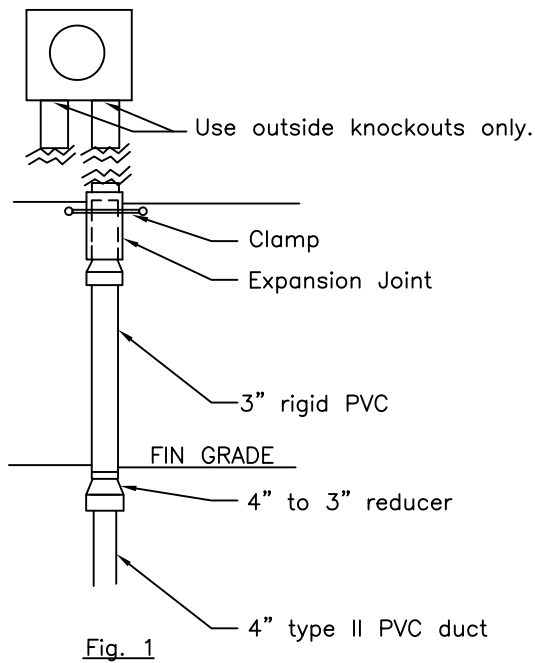 Use outside knockouts only.
Clamp
Expansion Joint
3" rigid PVC
FIN GRADE
4" to 3" reducer
4" type II PVC duct
Fig. 1